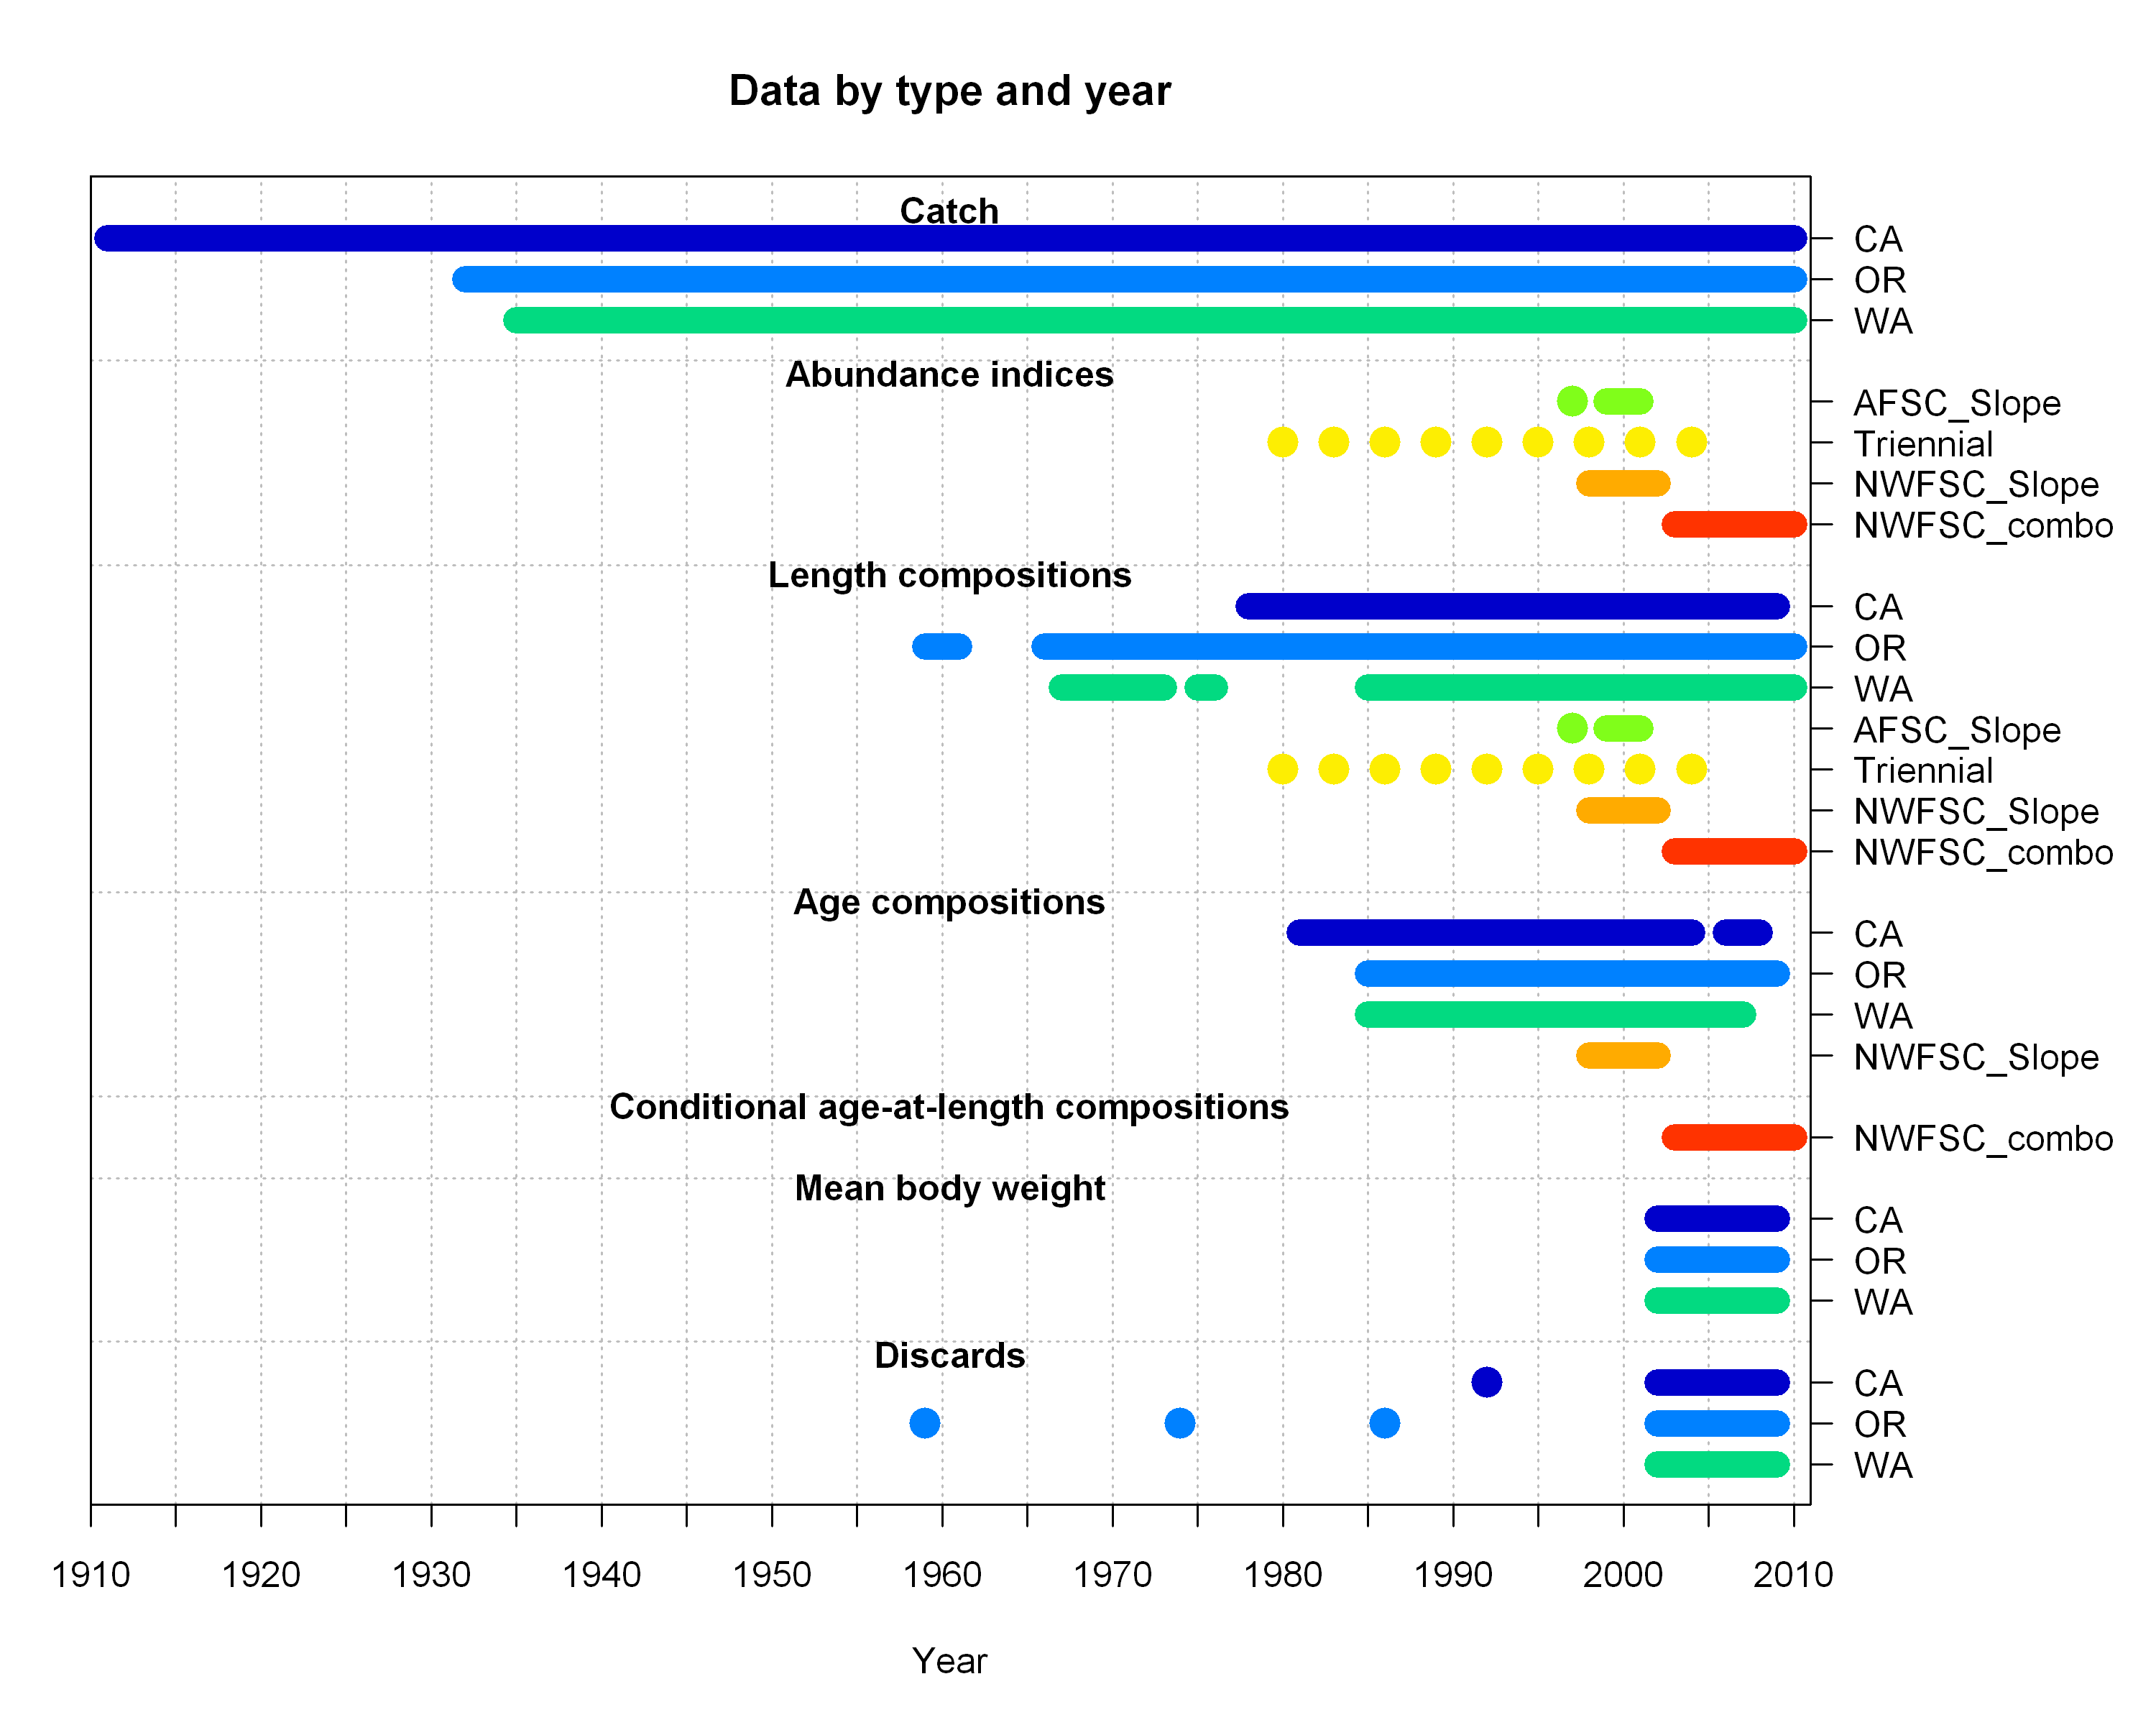 Data by type and year
Catch
CA
OR
WA
Abundance indices
AFSC_Slope
Triennial
NWFSC_Slope
NWFSC_combo
Length compositions
CA
OR
WA
AFSC_Slope
Triennial
NWFSC_Slope
NWFSC_combo
Age compositions
CA
OR
WA
NWFSC_Slope
Conditional age-at-length compositions
NWFSC_combo
Mean body weight
CA
OR
WA
Discards
CA
OR
WA
1910 1920 1930 1940 1950 1960 1970 1980 1990 2000 2010
Year